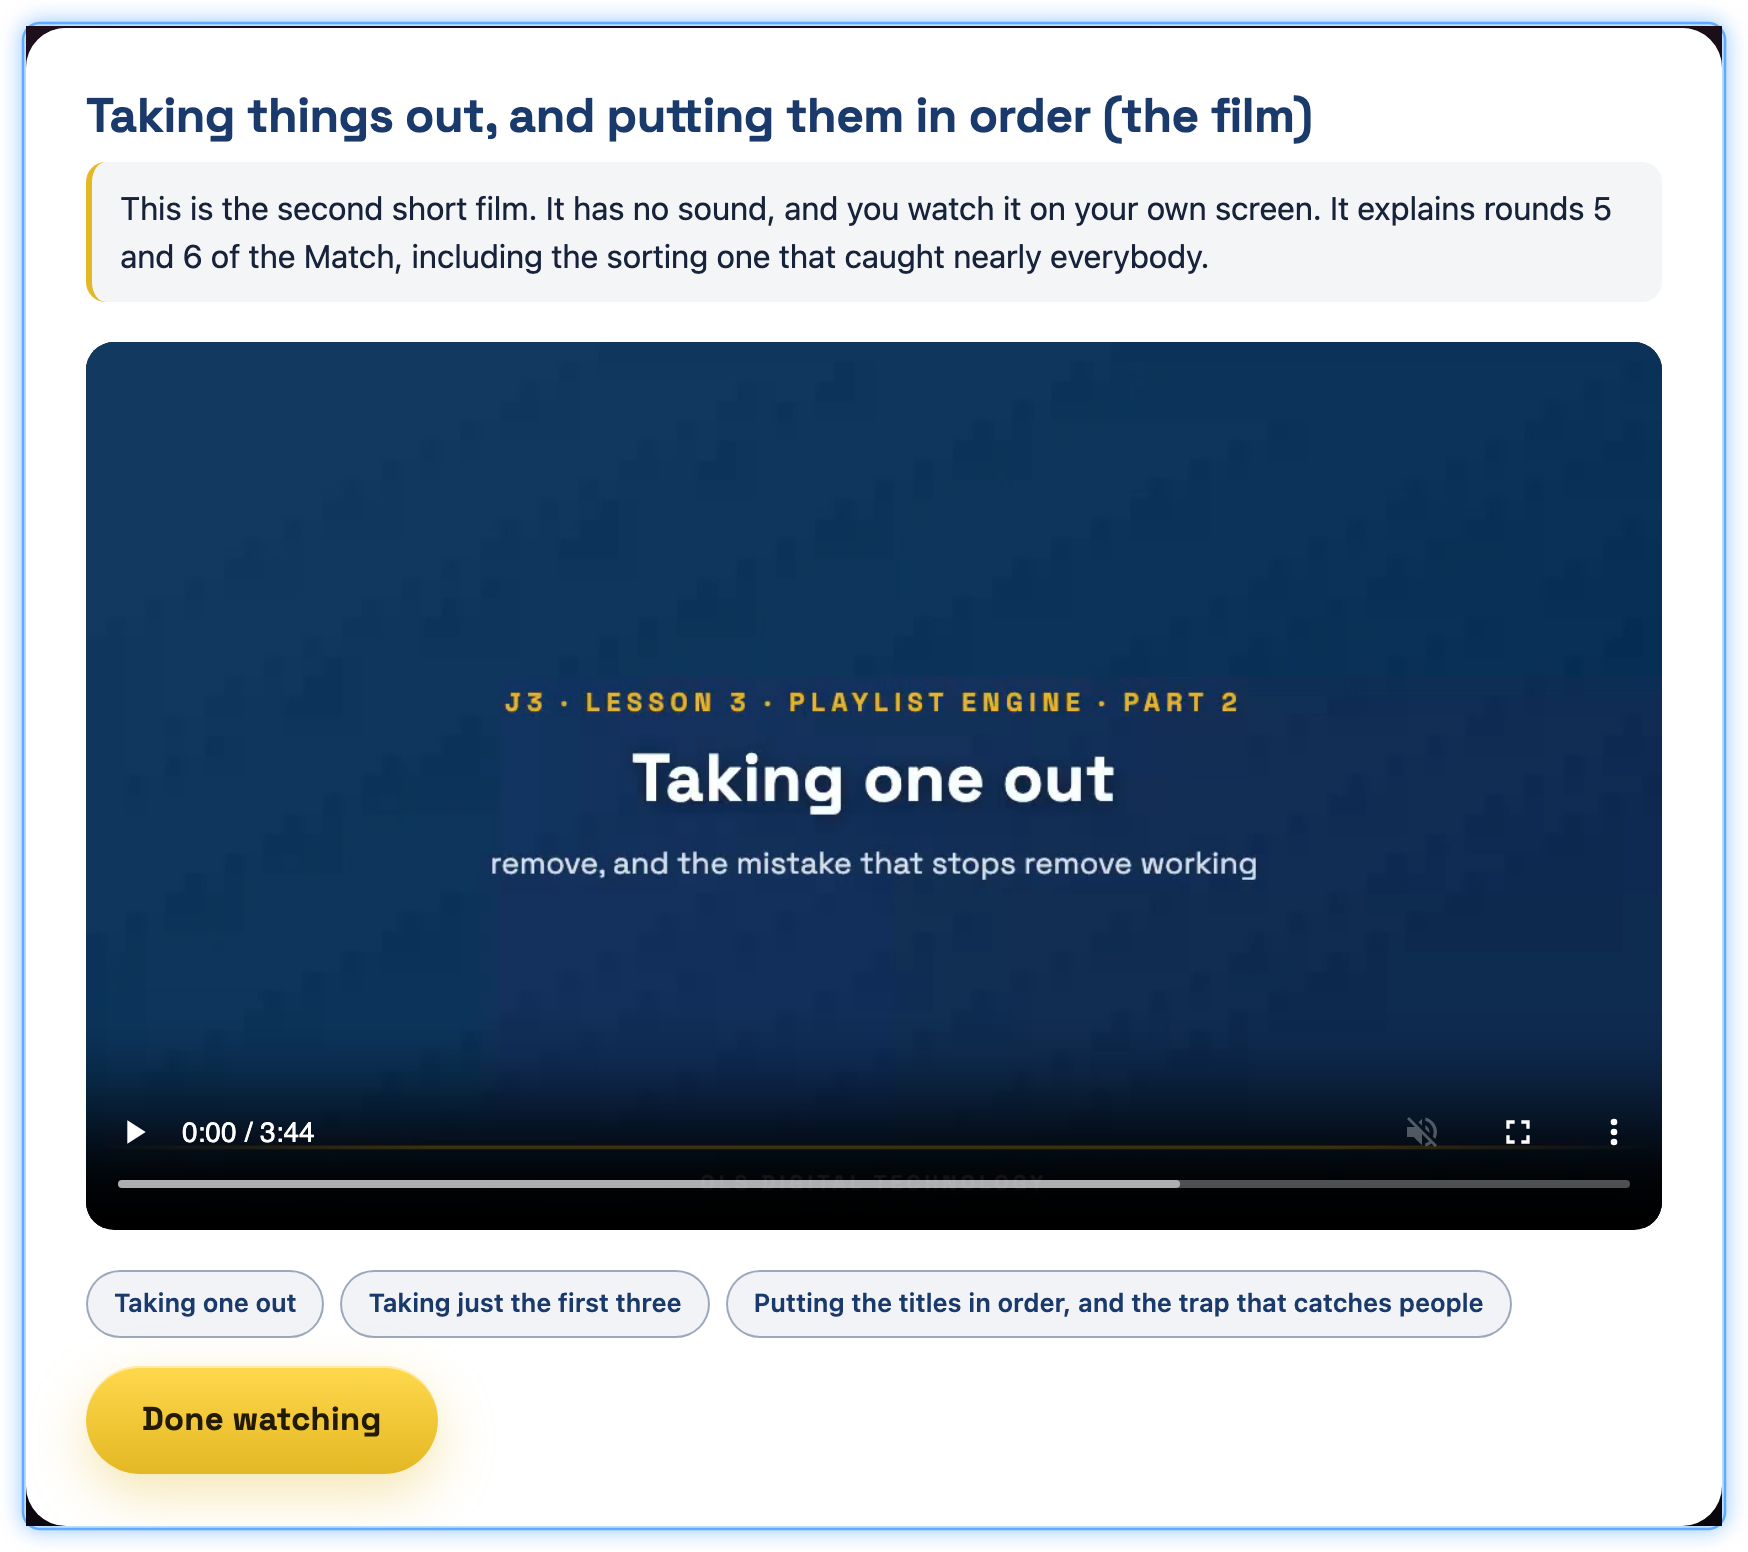 Taking things out, and putting them in order (the film)
This is the second short film. It has no sound, and you watch it on your own screen. It explains rounds 5
and 6 of the Match, including the sorting one that caught nearly everybody.
J3 · LESSON 3 · PLAYLIST ENGINE · PART 2
Taking one out
remove, and the mistake that stops remove working
0:00 / 3:44
Taking one out
Taking just the first three
Putting the titles in order, and the trap that catches people
Done watching